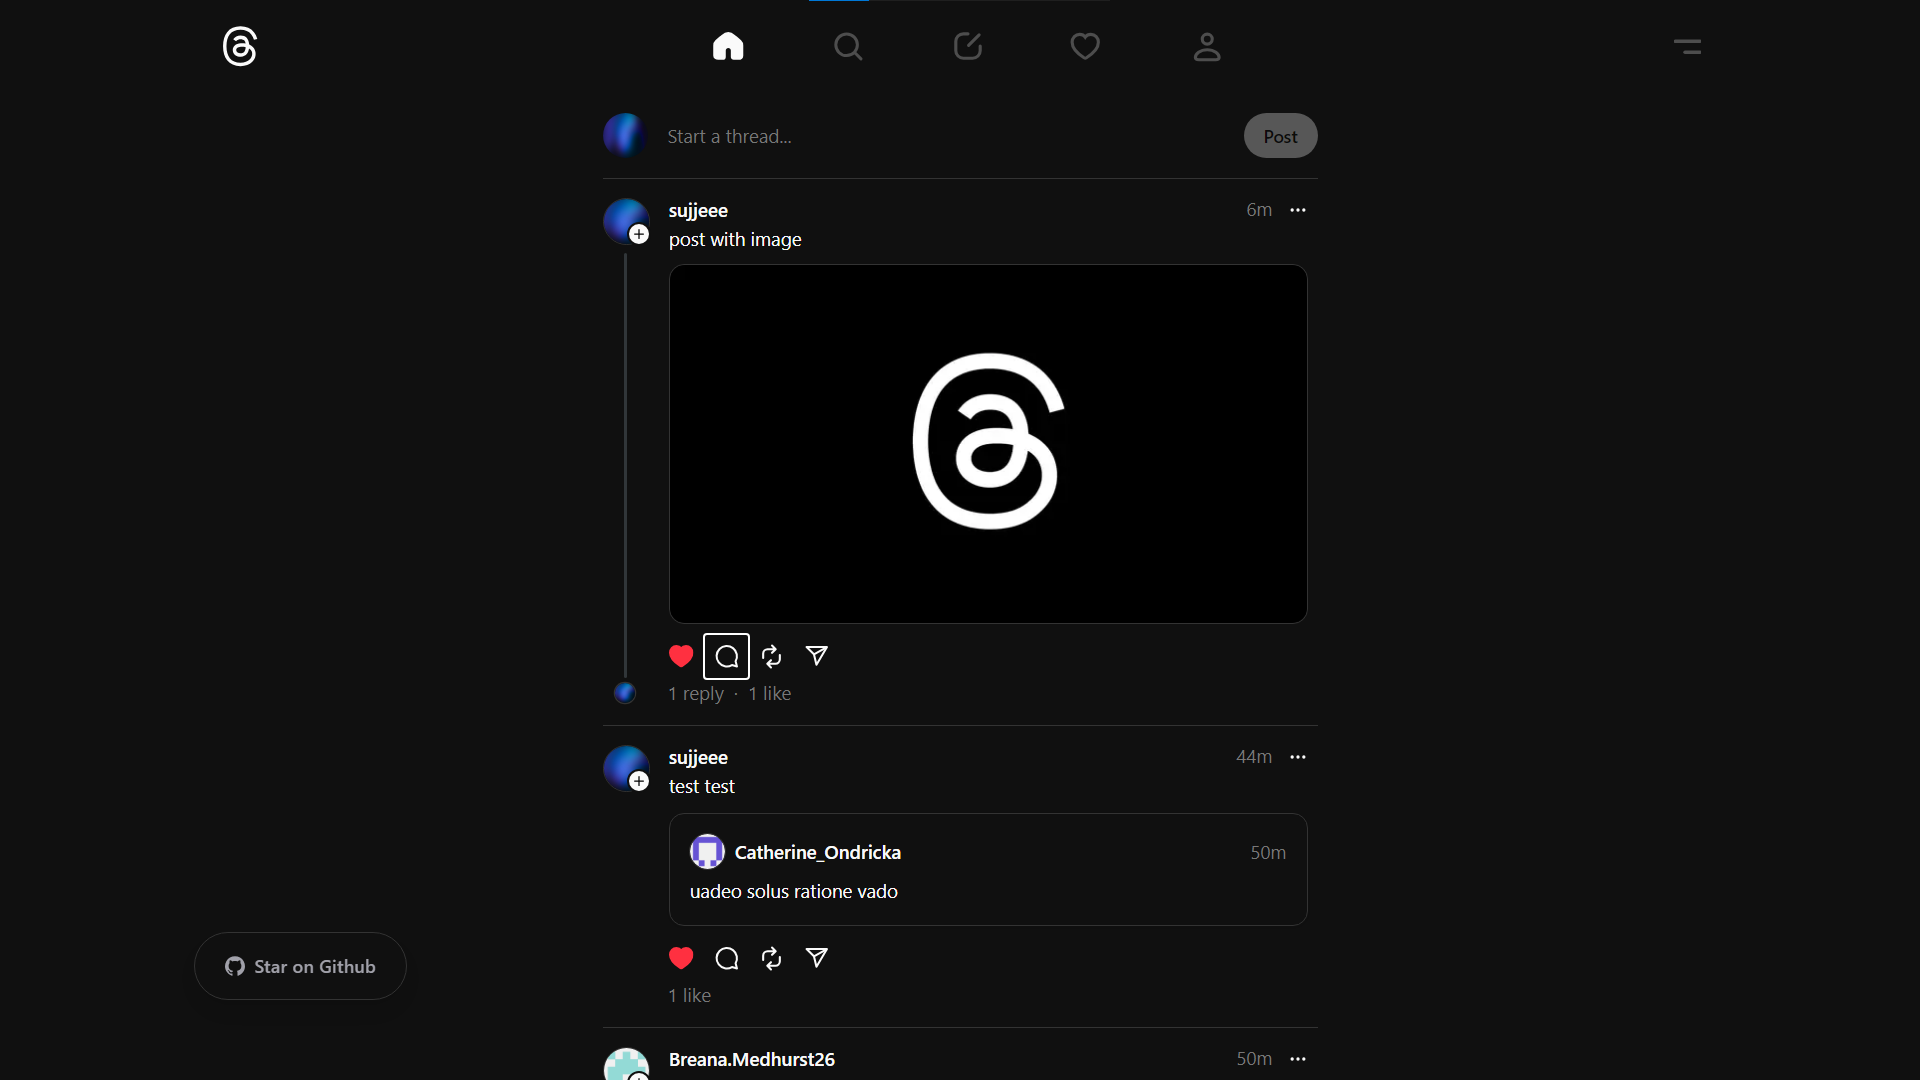 Start a thread...
Post
sujjeee
6m
post with image
1 reply · 1 like
sujjeee
44m
test test
Catherine_Ondricka
50m
uadeo solus ratione vado
1 like
Star on Github
Breana.Medhurst26
50m